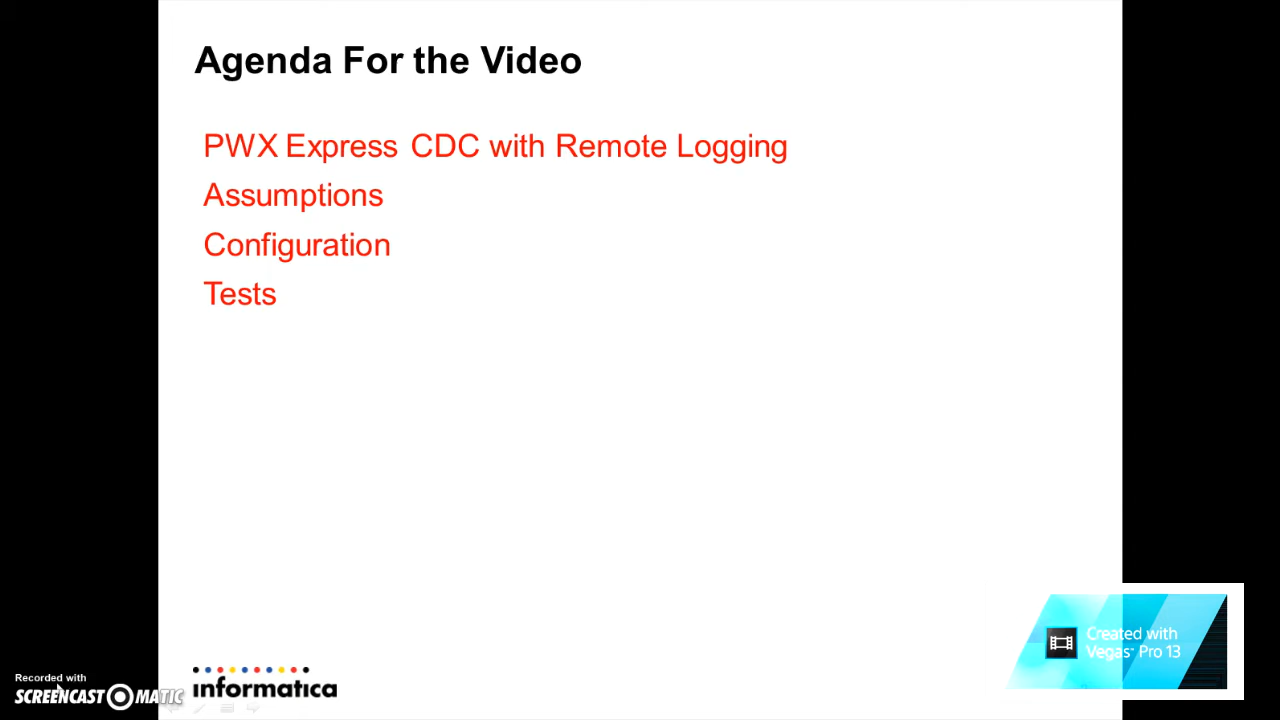 Agenda For the Video
PWX Express CDC with Remote Logging
Assumptions
Configuration
Tests
informatica
Recorded with
SCREENCAST MATIC
Created with
Vegas™ Pro 13